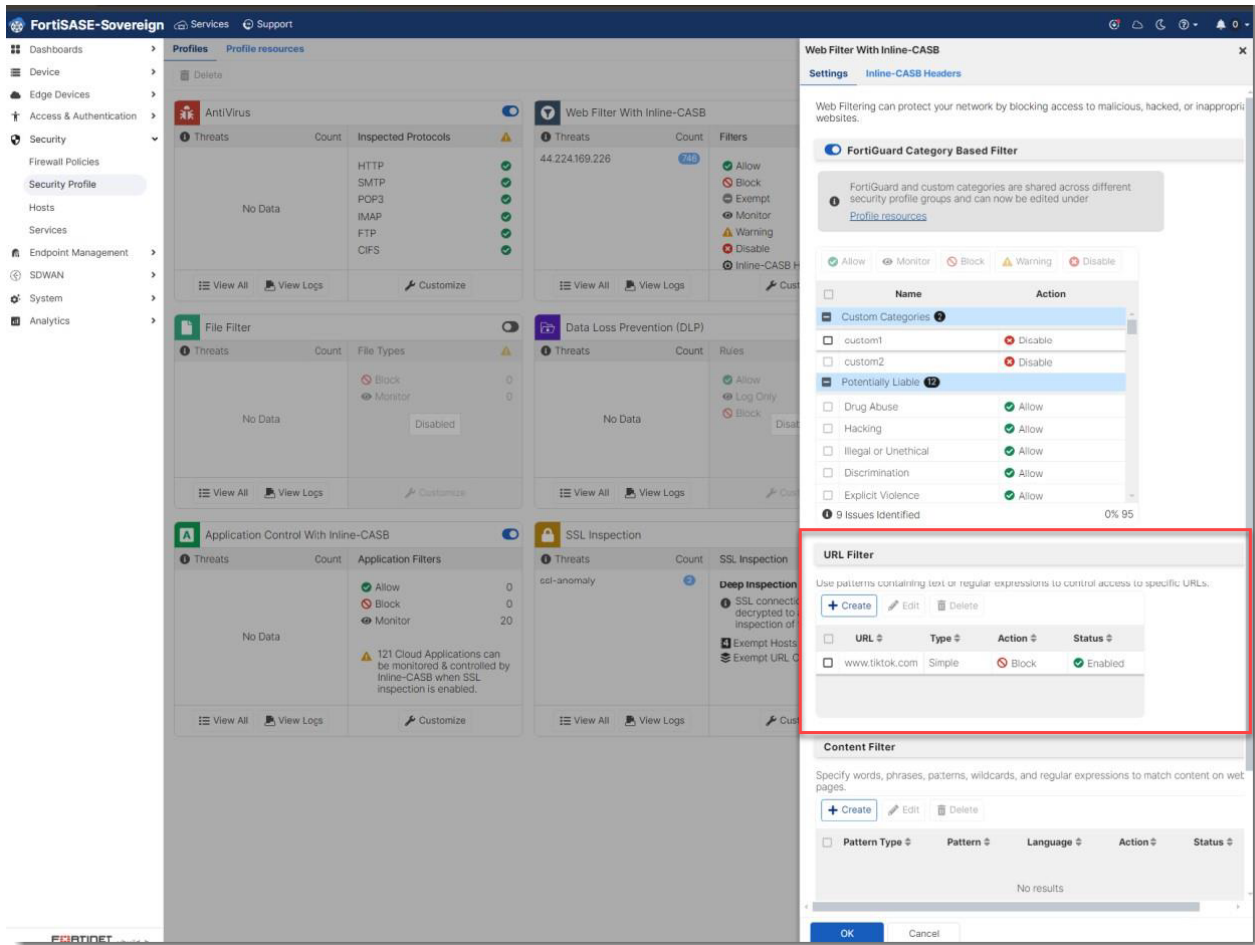 FortiSASE-Sovereign Services Support 0
Dashboards
Device
Edge Devices
Access & Authentication
Security
Firewall Policies
Security Profile
Hosts
Services
Endpoint Management
SDWAN
System
Analytics
Profiles Profile resources
Delete
AntiVirus
Threats Count Inspected Protocols
No Data
HTTP
SMTP
POP3
IMAP
FTP
CIFS
View All View Logs Customize
Web Filter With Inline-CASB
Threats Count Filters
44.224.169.226 746
Allow
Block
Exempt
Monitor
Warning
Disable
Inline-CASB H
View All View Logs Cust
File Filter
Threats Count File Types
No Data
Block 0
Monitor 0
Disabled
View All View Logs Customize
Data Loss Prevention (DLP)
Threats Count Rules
No Data
Allow
Log Only
Block
Disab
View All View Logs Cust
Application Control With Inline-CASB
Threats Count Application Filters
No Data
Allow 0
Block 0
Monitor 20
121 Cloud Applications can
be monitored & controlled by
Inline-CASB when SSL
inspection is enabled.
View All View Logs Customize
SSL Inspection
Threats Count SSL Inspection
ssl-anomaly
Deep Inspection
SSL connectio
decrypted to
inspection of
Exempt Hosts
Exempt URL C
View All View Logs Cust
Web Filter With Inline-CASB
Settings Inline-CASB Headers
Web Filtering can protect your network by blocking access to malicious, hacked, or inappropria
websites.
FortiGuard Category Based Filter
FortiGuard and custom categories are shared across different
security profile groups and can now be edited under
Profile resources
Allow Monitor Block Warning Disable
Name Action
Custom Categories 2
custom1 Disable
custom2 Disable
Potentially Liable 12
Drug Abuse Allow
Hacking Allow
Illegal or Unethical Allow
Discrimination Allow
Explicit Violence Allow
9 Issues Identified 0% 95
URL Filter
Use patterns containing text or regular expressions to control access to specific URLs.
+ Create Edit Delete
URL Type Action Status
www.tiktok.com Simple Block Enabled
Content Filter
Specify words, phrases, patterns, wildcards, and regular expressions to match content on web
pages.
+ Create Edit Delete
Pattern Type Pattern Language Action Status
No results
OK Cancel
FORTINET